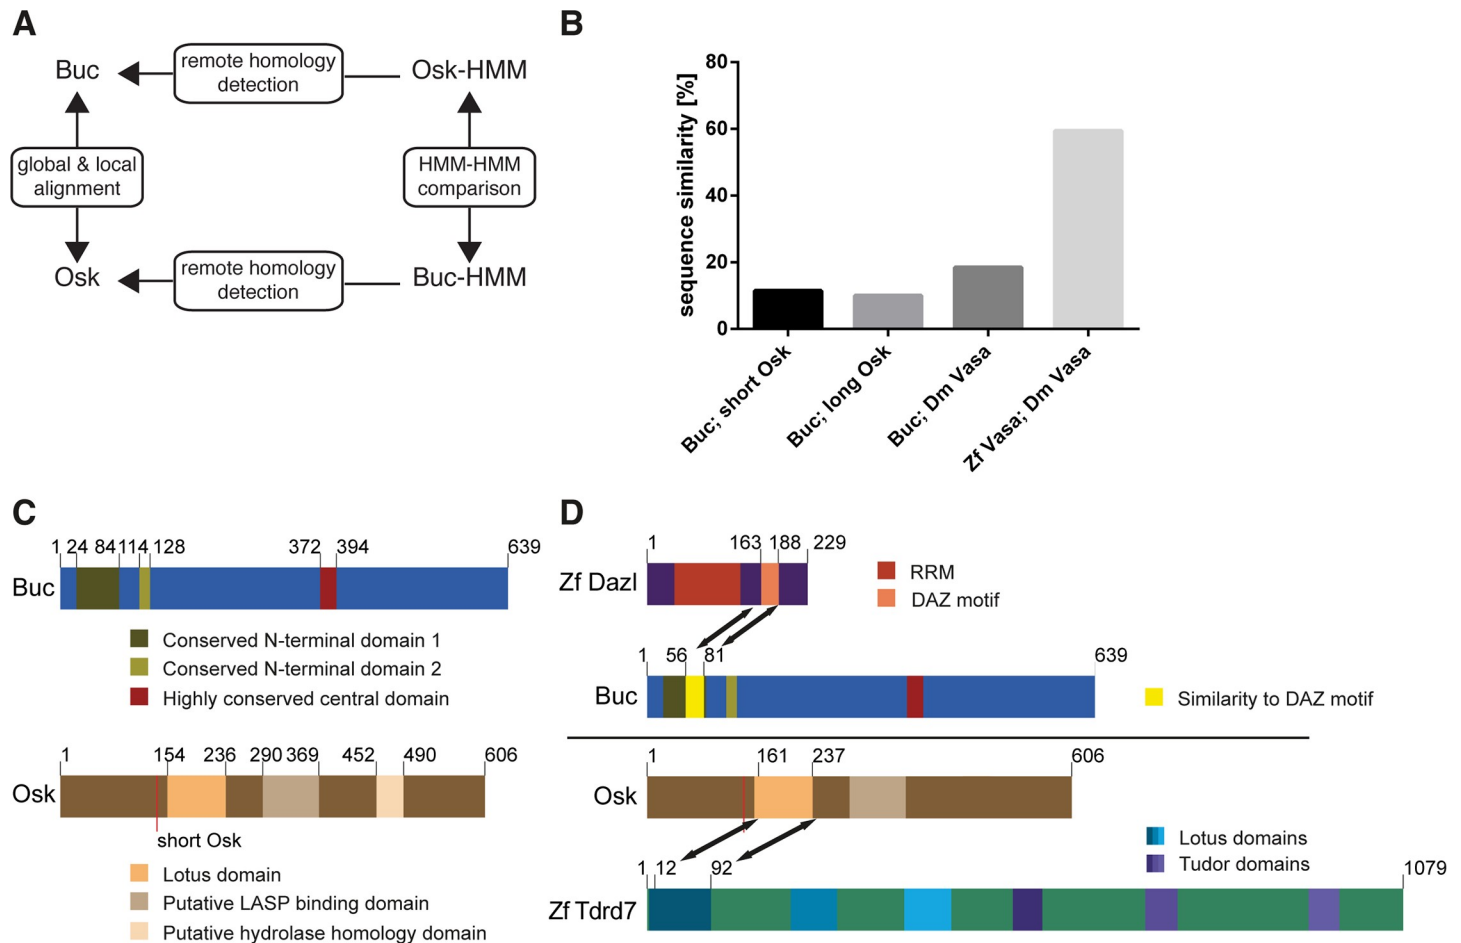 A
Buc
remote homology
detection
Osk-HMM
global & local
alignment
HMM-HMM
comparison
Osk
remote homology
detection
Buc-HMM
B
sequence similarity [%]
80
60
40
20
0
Buc; short Osk
Buc; long Osk
Buc; Dm Vasa
Zf Vasa; Dm Vasa
C
1 24 84 114 128 372 394 639
Buc
Conserved N-terminal domain 1
Conserved N-terminal domain 2
Highly conserved central domain
1 154 236 290 369 452 490 606
Osk
short Osk
Lotus domain
Putative LASP binding domain
Putative hydrolase homology domain
D
1 163 188 229
Zf Dazl
RRM
DAZ motif
1 56 81 639
Buc
Similarity to DAZ motif
1 161 237 606
Osk
Lotus domains
Tudor domains
1 12 92 1079
Zf Tdrd7